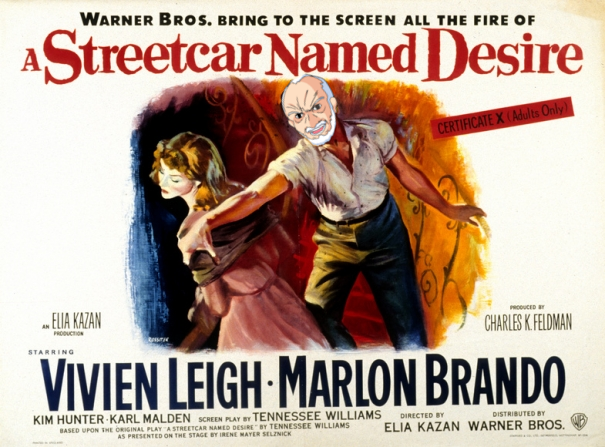 WARNER BROS. BRING TO THE SCREEN ALL THE FIRE OF
A Streetcar Named Desire
CERTIFICATE X (Adults Only)
AN ELIA KAZAN
PRODUCTION
PRODUCED BY
CHARLES K. FELDMAN
STARRING
VIVIEN LEIGH · MARLON BRANDO
KIM HUNTER · KARL MALDEN SCREEN PLAY BY TENNESSEE WILLIAMS
BASED UPON THE ORIGINAL PLAY "A STREETCAR NAMED DESIRE" BY TENNESSEE WILLIAMS
AS PRESENTED ON THE STAGE BY IRENE MAYER SELZNICK
DIRECTED BY
ELIA KAZAN
DISTRIBUTED BY
WARNER BROS.
WB